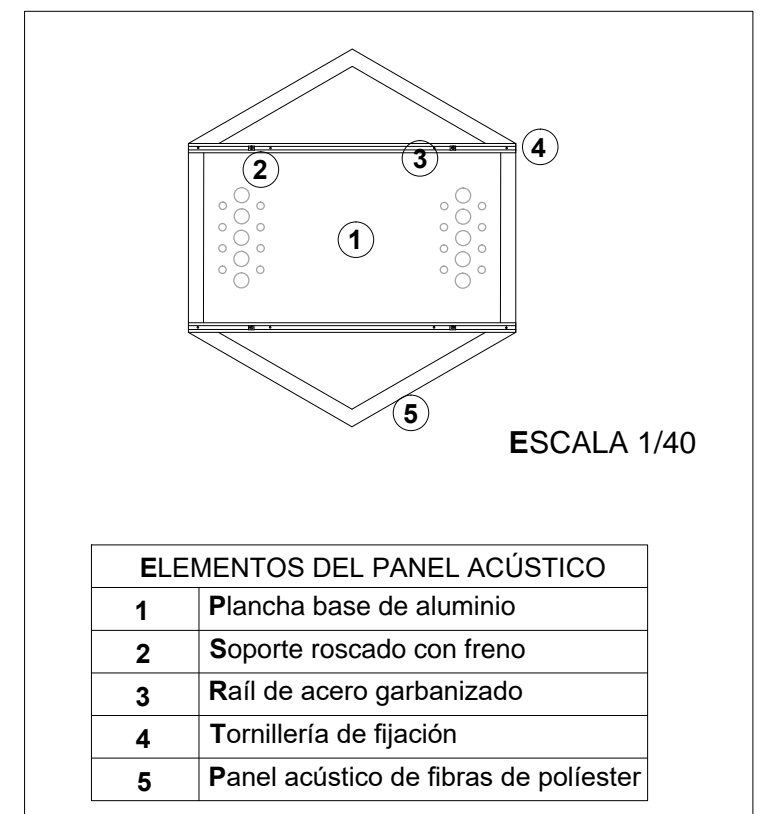 4
3
2
1
5
ESCALA 1/40
ELEMENTOS DEL PANEL ACÚSTICO
1 Plancha base de aluminio
2 Soporte roscado con freno
3 Raíl de acero garbanizado
4 Tornillería de fijación
5 Panel acústico de fibras de políester